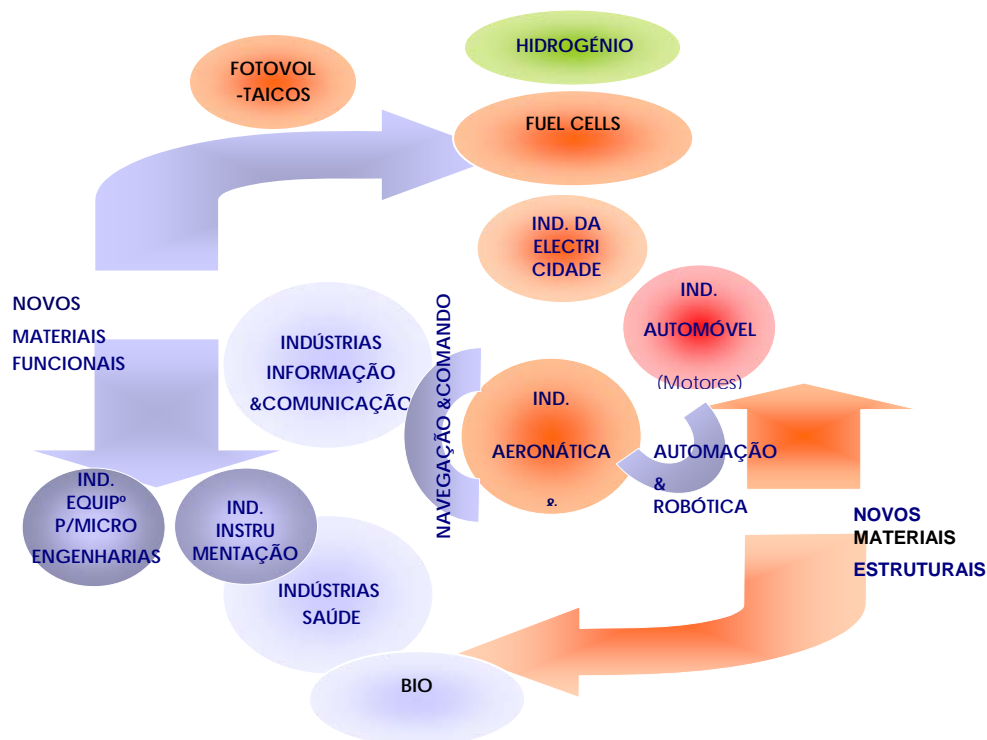 HIDROGÉNIO
FOTOVOL
-TAICOS
FUEL CELLS
IND. DA
ELECTRI
CIDADE
NOVOS
MATERIAIS
FUNCIONAIS
INDÚSTRIAS
INFORMAÇÃO
&COMUNICAÇÃO
NAVEGAÇÃO &COMANDO
IND.
AUTOMÓVEL
(Motores)
IND.
AERONÁTICA
&
AUTOMAÇÃO
&
ROBÓTICA
IND.
EQUIPº
P/MICRO
ENGENHARIAS
IND.
INSTRU
MENTAÇÃO
NOVOS
MATERIAIS
ESTRUTURAIS
INDÚSTRIAS
SAÚDE
BIO